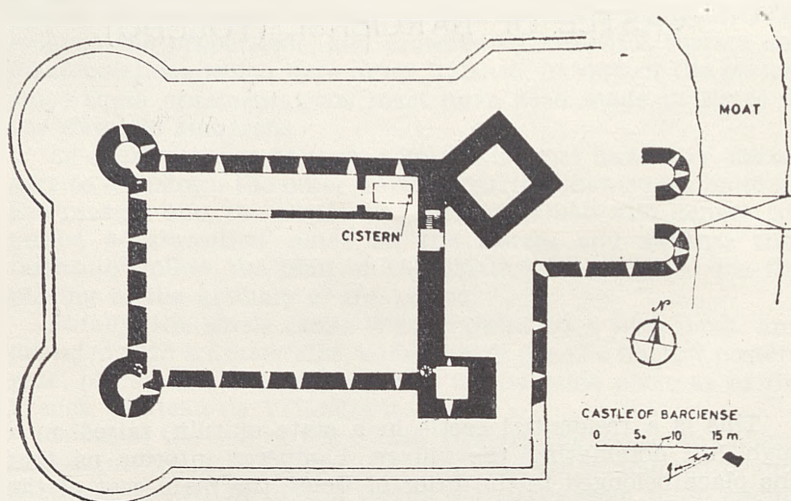 MOAT
CISTERN
N
CASTLE OF BARCIENSE
0 5. 10 15 m.